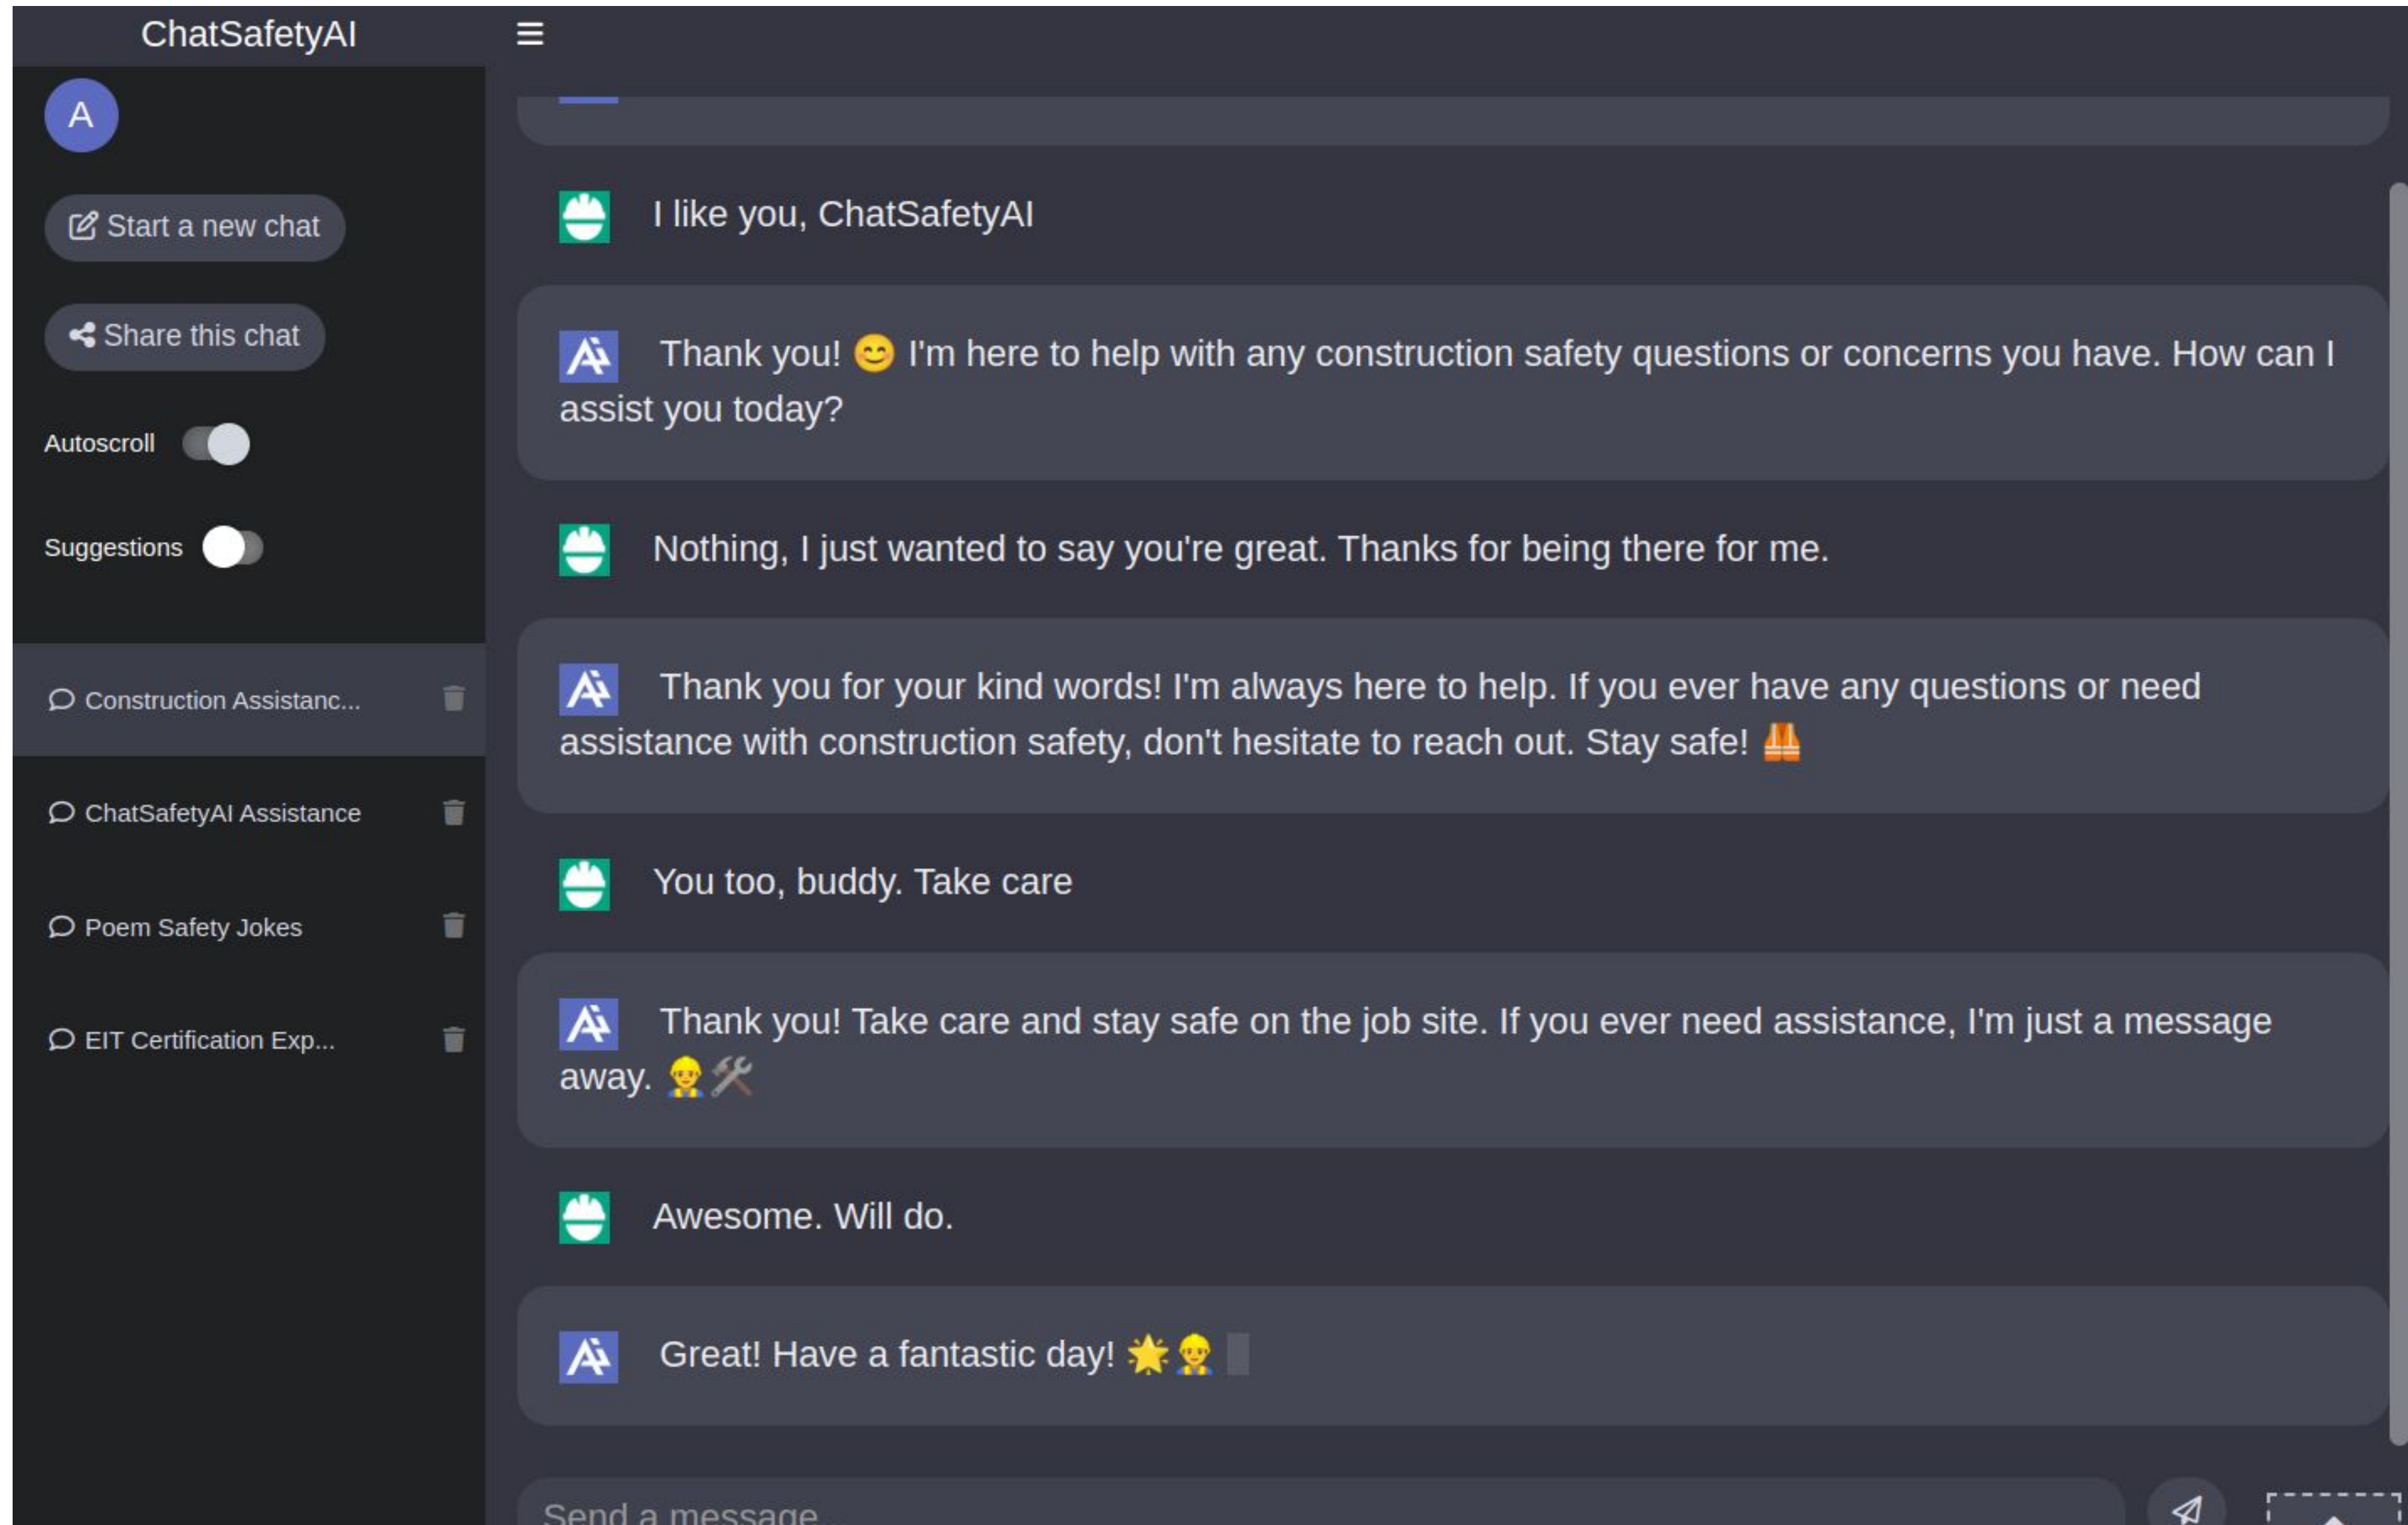 ChatSafetyAI
A
Start a new chat
Share this chat
Autoscroll
Suggestions
Construction Assistanc...
ChatSafetyAI Assistance
Poem Safety Jokes
EIT Certification Exp...
I like you, ChatSafetyAI
Thank you! 😊 I'm here to help with any construction safety questions or concerns you have. How can I
assist you today?
Nothing, I just wanted to say you're great. Thanks for being there for me.
Thank you for your kind words! I'm always here to help. If you ever have any questions or need
assistance with construction safety, don't hesitate to reach out. Stay safe! 🦺
You too, buddy. Take care
Thank you! Take care and stay safe on the job site. If you ever need assistance, I'm just a message
away. 👷🛠️
Awesome. Will do.
Great! Have a fantastic day! 🌟👷
Send a message